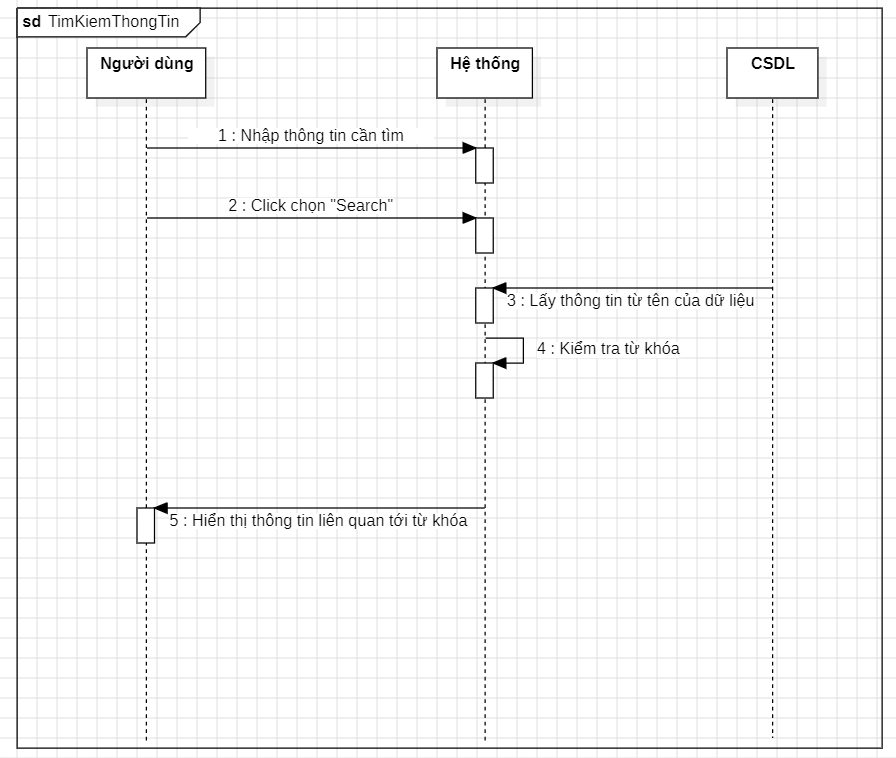 sd TimKiemThongTin
Người dùng
Hệ thống
CSDL
1 : Nhập thông tin cần tìm
2 : Click chọn "Search"
3 : Lấy thông tin từ tên của dữ liệu
4 : Kiểm tra từ khóa
5 : Hiển thị thông tin liên quan tới từ khóa